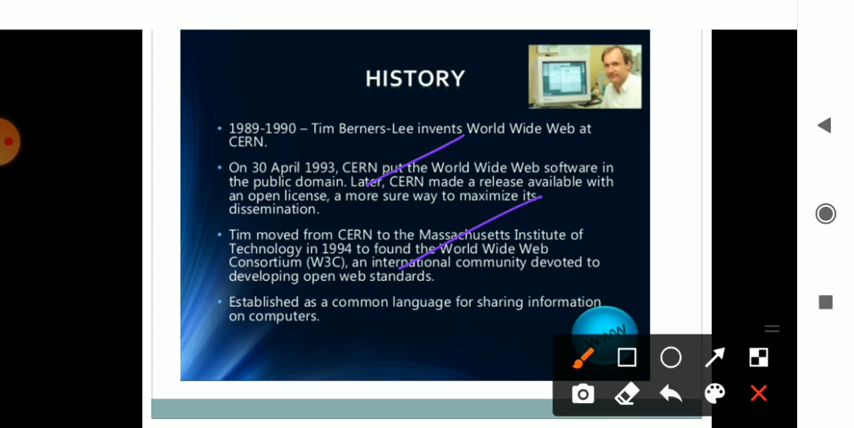 HISTORY
• 1989-1990 – Tim Berners-Lee invents World Wide Web at
CERN.
• On 30 April 1993, CERN put the World Wide Web software in
the public domain. Later, CERN made a release available with
an open license, a more sure way to maximize its
dissemination.
• Tim moved from CERN to the Massachusetts Institute of
Technology in 1994 to found the World Wide Web
Consortium (W3C), an international community devoted to
developing open web standards.
• Established as a common language for sharing information
on computers.
WWW